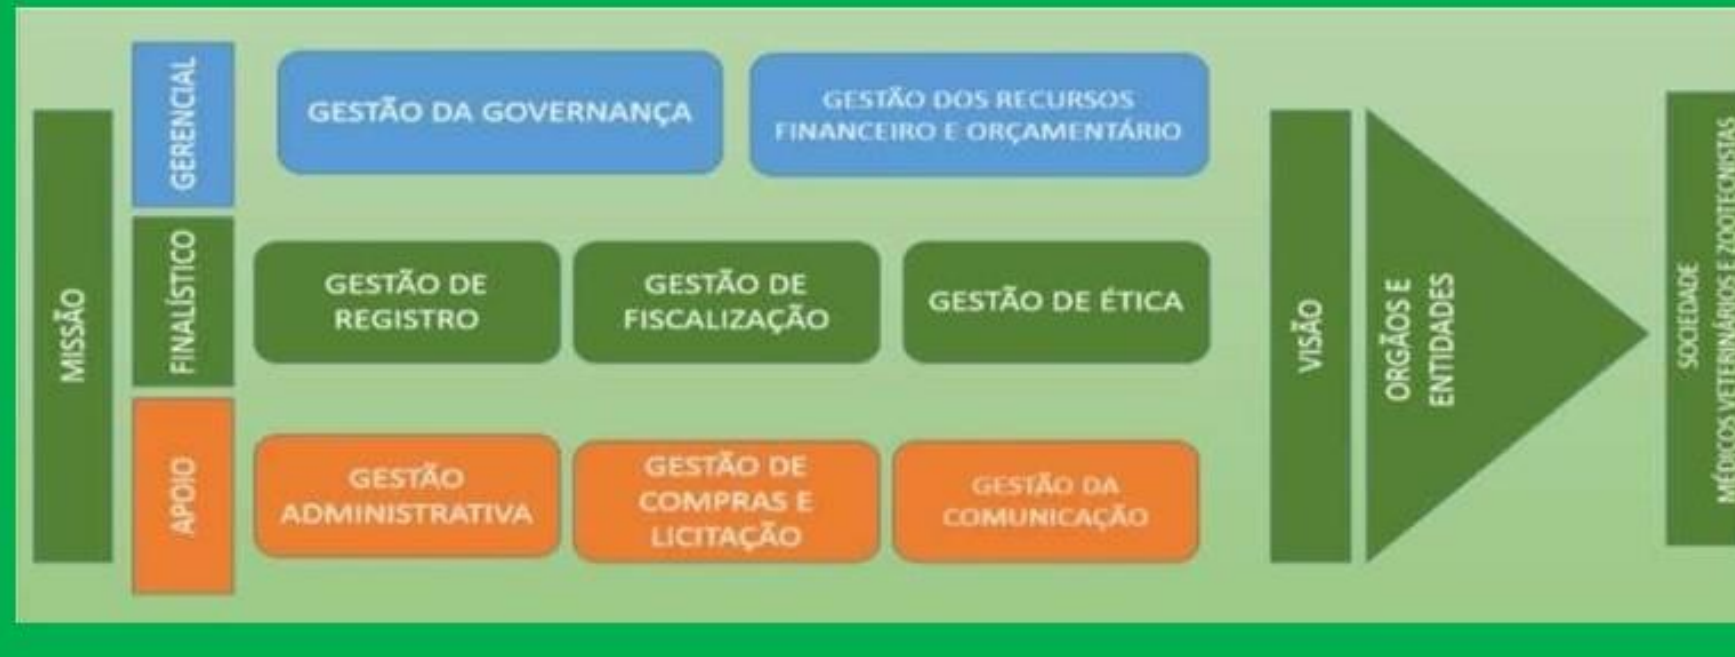 MISSÃO
GERENCIAL
GESTÃO DA GOVERNANÇA
GESTÃO DOS RECURSOS
FINANCEIRO E ORÇAMENTÁRIO
FINALÍSTICO
GESTÃO DE
REGISTRO
GESTÃO DE
FISCALIZAÇÃO
GESTÃO DE ÉTICA
APOIO
GESTÃO
ADMINISTRATIVA
GESTÃO DE
COMPRAS E
LICITAÇÃO
GESTÃO DA
COMUNICAÇÃO
VISÃO
ORGÃOS E
ENTIDADES
SOCIEDADE
MÉDICOS VETERINÁRIOS E ZOOTECNISTAS